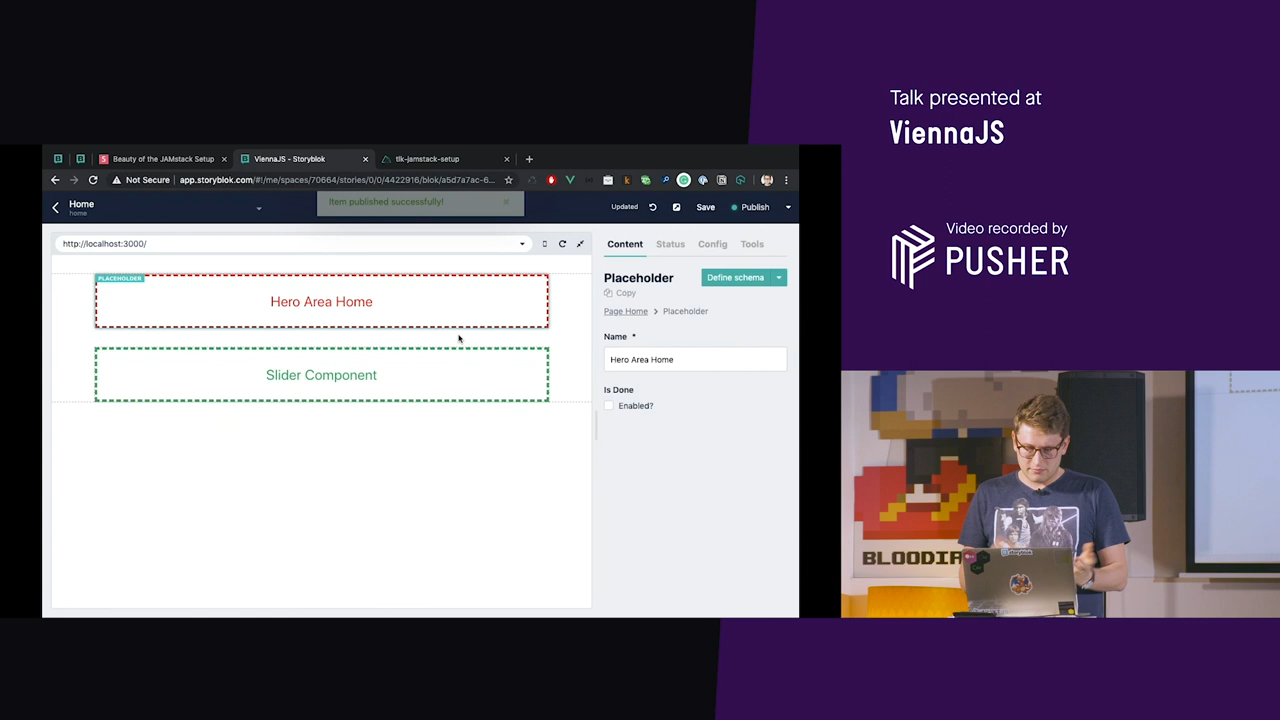 Talk presented at
ViennaJS
Video recorded by
PUSHER
Beauty of the JAMstack Setup
ViennaJS - Storyblok
tlk-jamstack-setup
Not Secure
app.storyblok.com/#!/me/spaces/70664/stories/0/0/4422916/blok/a5d7a7ac-6...
Home
home
Item published successfully!
Updated
Save
Publish
http://localhost:3000/
Content
Status
Config
Tools
PLACEHOLDER
Hero Area Home
Slider Component
Placeholder
Define schema
Copy
Page Home > Placeholder
Name *
Hero Area Home
Is Done
Enabled?
storyblok